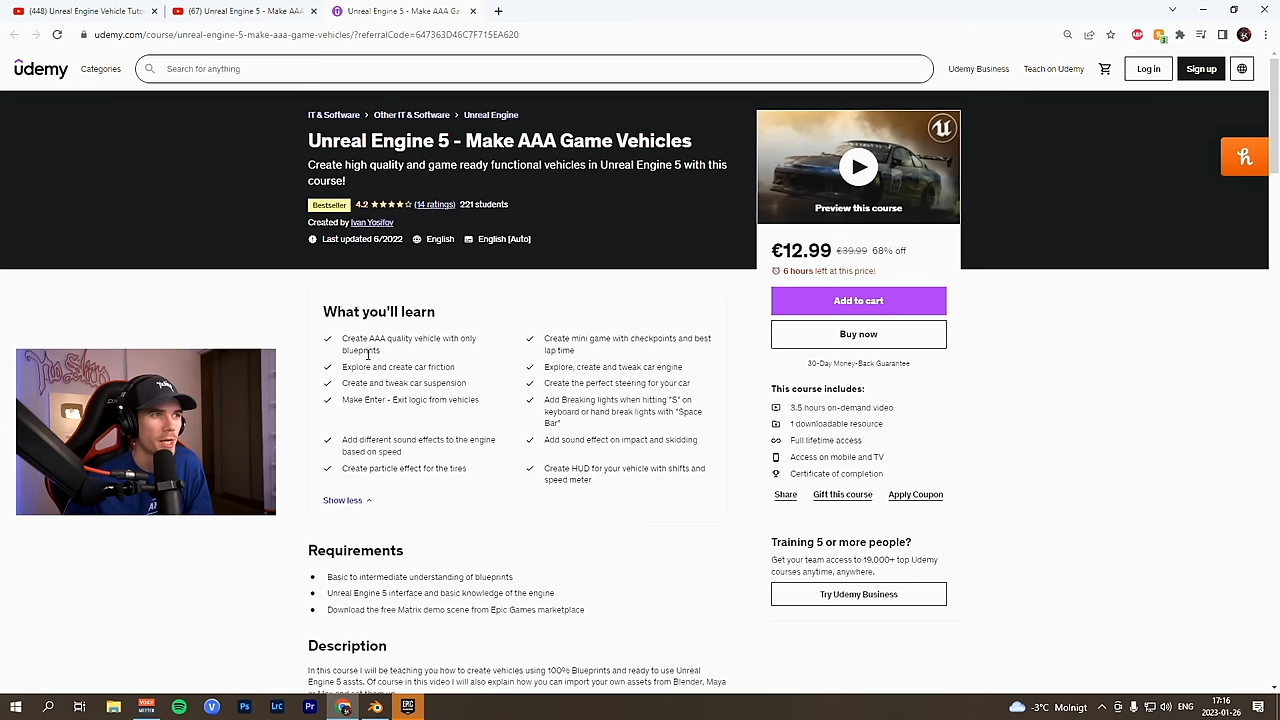 (448) Unreal Engine Vehicle Tuto
(67) Unreal Engine 5 - Make AAA
Unreal Engine 5 - Make AAA Ga
udemy.com/course/unreal-engine-5-make-aaa-game-vehicles/?referralCode=647363D46C7F715EA620
ûdemy
Categories
Search for anything
Udemy Business
Teach on Udemy
Log in
Sign up
IT & Software > Other IT & Software > Unreal Engine
Unreal Engine 5 - Make AAA Game Vehicles
Create high quality and game ready functional vehicles in Unreal Engine 5 with this
course!
Bestseller 4.2 (14 ratings) 221 students
Created by Ivan Yosifov
Last updated 6/2022 English English [Auto]
Preview this course
€12.99 €39.99 68% off
6 hours left at this price!
Add to cart
Buy now
30-Day Money-Back Guarantee
This course includes:
3.5 hours on-demand video
1 downloadable resource
Full lifetime access
Access on mobile and TV
Certificate of completion
Share Gift this course Apply Coupon
Training 5 or more people?
Get your team access to 19,000+ top Udemy
courses anytime, anywhere.
Try Udemy Business
What you'll learn
Create AAA quality vehicle with only
blueprints
Create mini game with checkpoints and best
lap time
Explore and create car friction
Explore, create and tweak car engine
Create and tweak car suspension
Create the perfect steering for your car
Make Enter - Exit logic from vehicles
Add Breaking lights when hitting "S" on
keyboard or hand break lights with "Space
Bar"
Add different sound effects to the engine
based on speed
Add sound effect on impact and skidding
Create particle effect for the tires
Create HUD for your vehicle with shifts and
speed meter
Show less
Requirements
Basic to intermediate understanding of blueprints
Unreal Engine 5 interface and basic knowledge of the engine
Download the free Matrix demo scene from Epic Games marketplace
Description
In this course I will be teaching you how to create vehicles using 100% Blueprints and ready to use Unreal
Engine 5 assts. Of course in this video I will also explain how you can import your own assets from Blender, Maya
-3°C Molnigt
ENG
17:16
2023-01-26